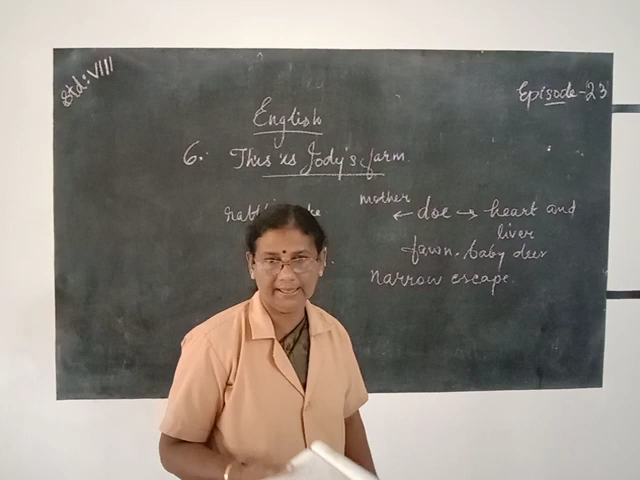 Std: VIII
Episode-23
English
6. This is Jody's farm.
mother
← doe → heart and
liver
fawn - baby deer
narrow escape